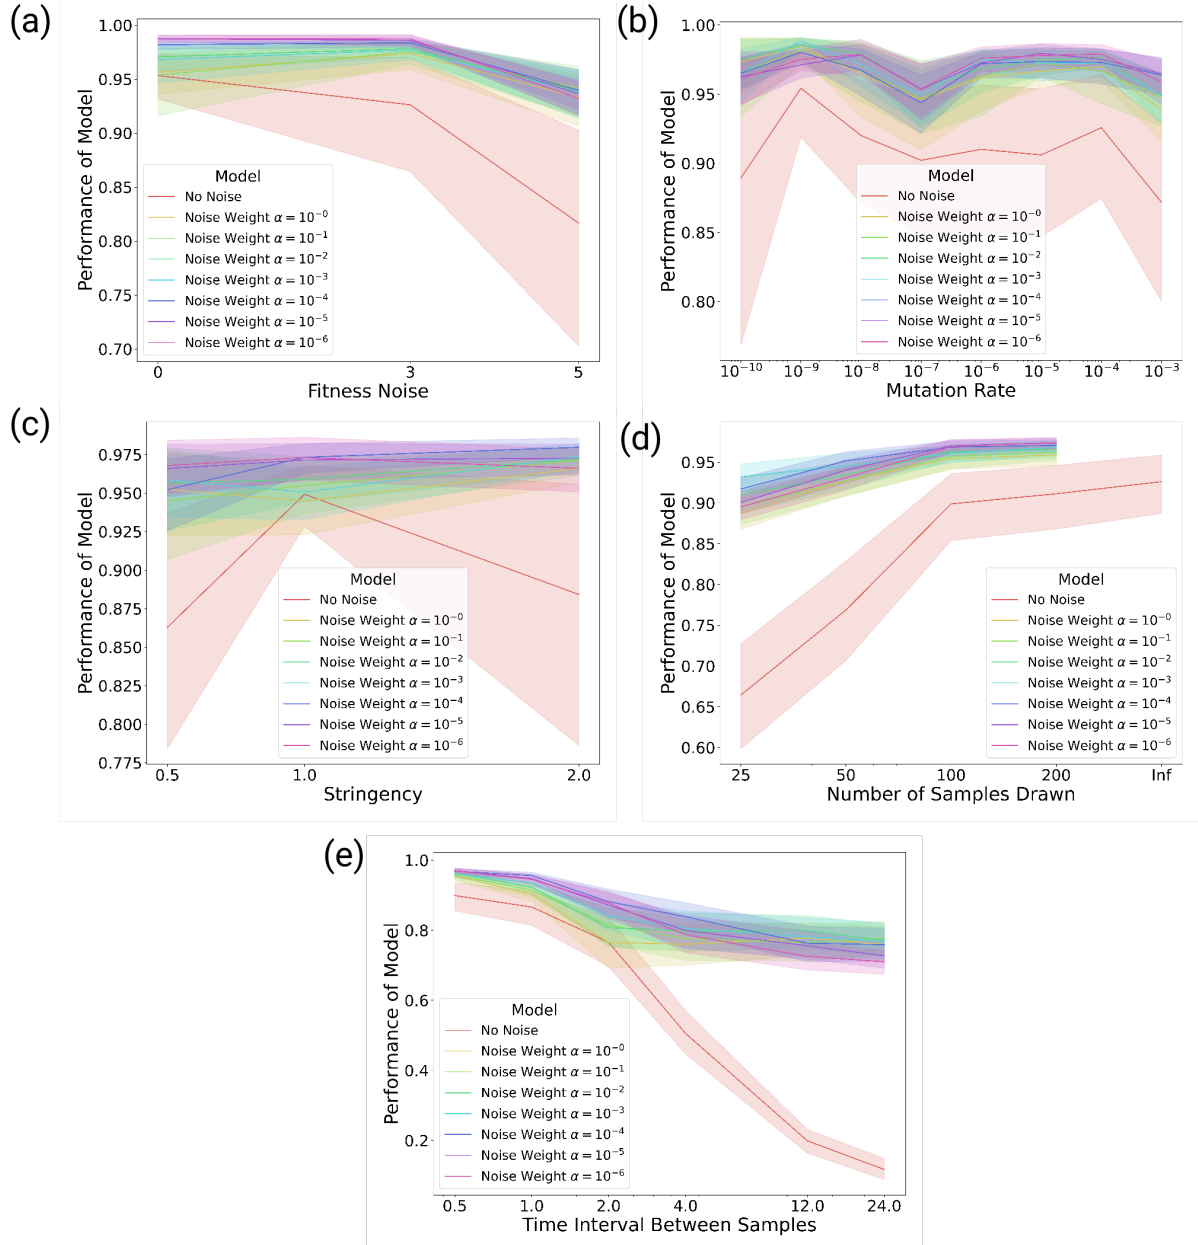 (a)
1.00
0.95
0.90
0.85
0.80
0.75
0.70
Performance of Model
Model
No Noise
Noise Weight α = 10⁻⁰
Noise Weight α = 10⁻¹
Noise Weight α = 10⁻²
Noise Weight α = 10⁻³
Noise Weight α = 10⁻⁴
Noise Weight α = 10⁻⁵
Noise Weight α = 10⁻⁶
0 3 5
Fitness Noise
(b)
1.00
0.95
0.90
0.85
0.80
Performance of Model
Model
No Noise
Noise Weight α = 10⁻⁰
Noise Weight α = 10⁻¹
Noise Weight α = 10⁻²
Noise Weight α = 10⁻³
Noise Weight α = 10⁻⁴
Noise Weight α = 10⁻⁵
Noise Weight α = 10⁻⁶
10⁻¹⁰ 10⁻⁹ 10⁻⁸ 10⁻⁷ 10⁻⁶ 10⁻⁵ 10⁻⁴ 10⁻³
Mutation Rate
(c)
0.975
0.950
0.925
0.900
0.875
0.850
0.825
0.800
0.775
Performance of Model
Model
No Noise
Noise Weight α = 10⁻⁰
Noise Weight α = 10⁻¹
Noise Weight α = 10⁻²
Noise Weight α = 10⁻³
Noise Weight α = 10⁻⁴
Noise Weight α = 10⁻⁵
Noise Weight α = 10⁻⁶
0.5 1.0 2.0
Stringency
(d)
0.95
0.90
0.85
0.80
0.75
0.70
0.65
0.60
Performance of Model
Model
No Noise
Noise Weight α = 10⁻⁰
Noise Weight α = 10⁻¹
Noise Weight α = 10⁻²
Noise Weight α = 10⁻³
Noise Weight α = 10⁻⁴
Noise Weight α = 10⁻⁵
Noise Weight α = 10⁻⁶
25 50 100 200 Inf
Number of Samples Drawn
(e)
1.0
0.8
0.6
0.4
0.2
Performance of Model
Model
No Noise
Noise Weight α = 10⁻⁰
Noise Weight α = 10⁻¹
Noise Weight α = 10⁻²
Noise Weight α = 10⁻³
Noise Weight α = 10⁻⁴
Noise Weight α = 10⁻⁵
Noise Weight α = 10⁻⁶
0.5 1.0 2.0 4.0 12.0 24.0
Time Interval Between Samples